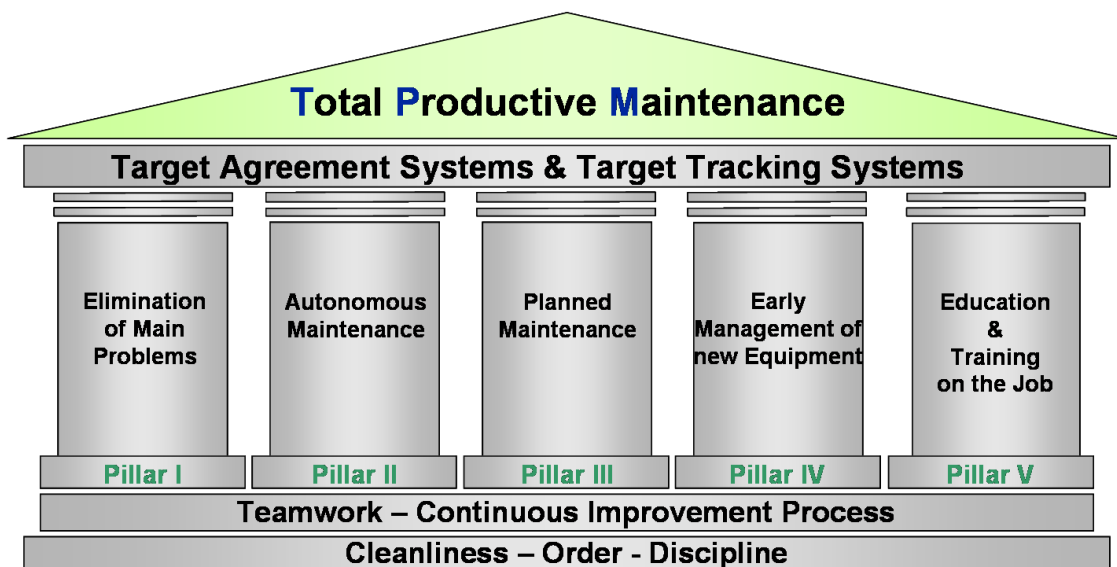 Total Productive Maintenance
Target Agreement Systems & Target Tracking Systems
Elimination
of Main
Problems
Autonomous
Maintenance
Planned
Maintenance
Early
Management of
new Equipment
Education
&
Training
on the Job
Pillar I
Pillar II
Pillar III
Pillar IV
Pillar V
Teamwork – Continuous Improvement Process
Cleanliness – Order - Discipline